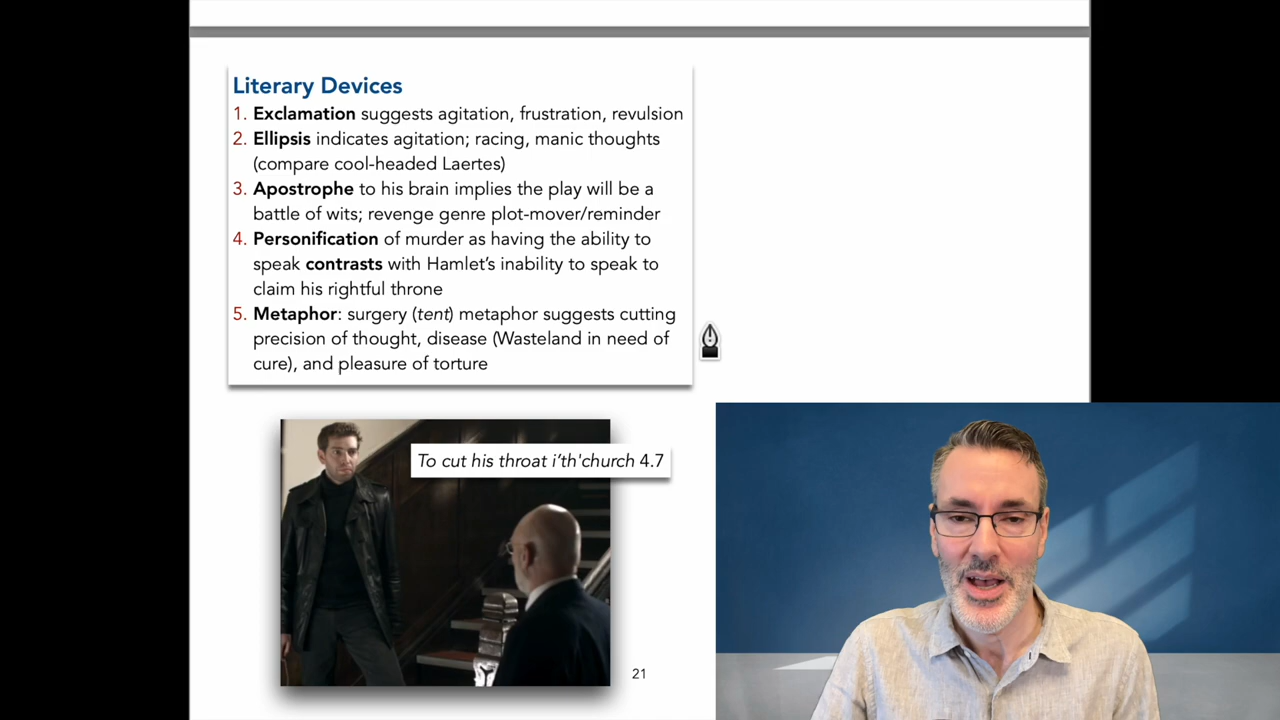 Literary Devices
1. Exclamation suggests agitation, frustration, revulsion
2. Ellipsis indicates agitation; racing, manic thoughts
(compare cool-headed Laertes)
3. Apostrophe to his brain implies the play will be a
battle of wits; revenge genre plot-mover/reminder
4. Personification of murder as having the ability to
speak contrasts with Hamlet’s inability to speak to
claim his rightful throne
5. Metaphor: surgery (tent) metaphor suggests cutting
precision of thought, disease (Wasteland in need of
cure), and pleasure of torture
To cut his throat i’th'church 4.7
21